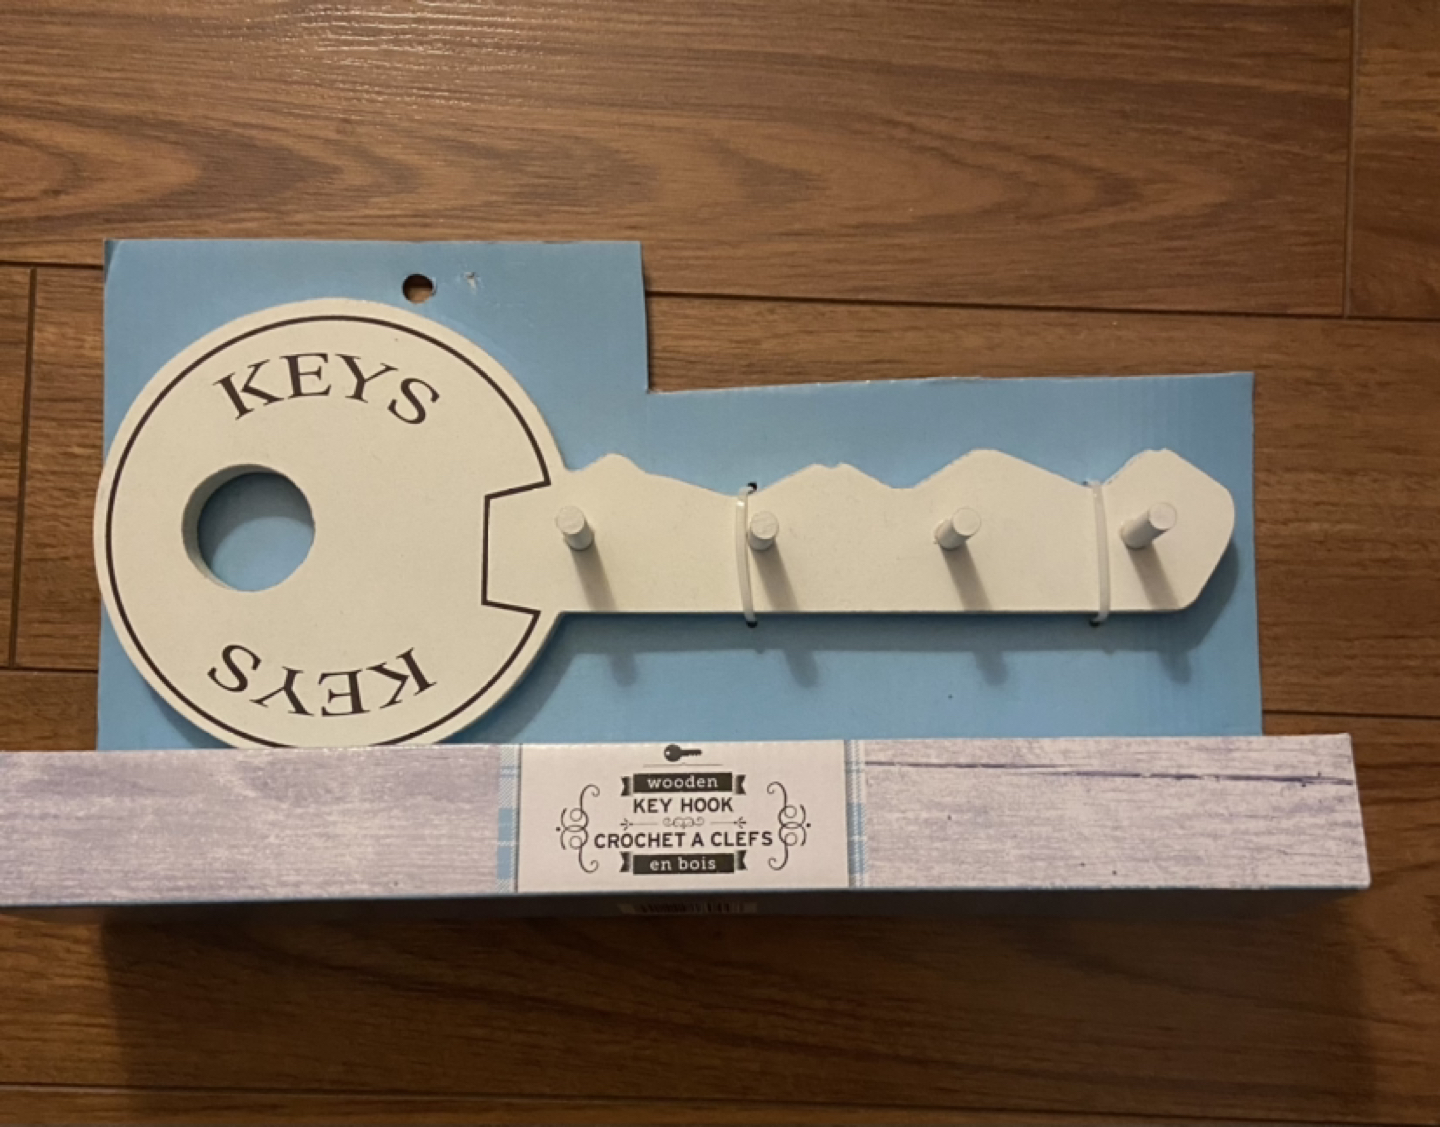 KEYS
KEYS
wooden
KEY HOOK
CROCHET A CLEFS
en bois